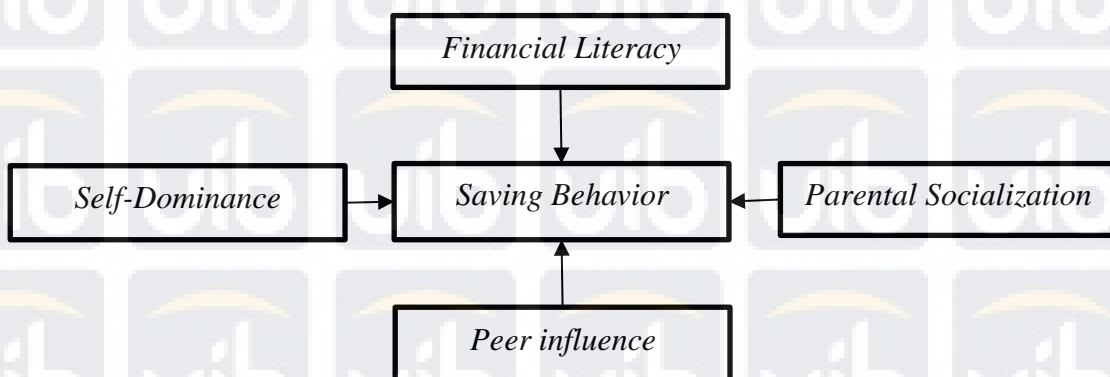 Financial Literacy
Self-Dominance
Saving Behavior
Parental Socialization
Peer influence